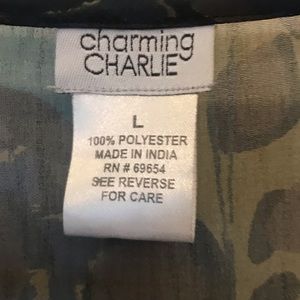 charming
CHARLIE
L
100% POLYESTER
MADE IN INDIA
RN # 69654
SEE REVERSE
FOR CARE